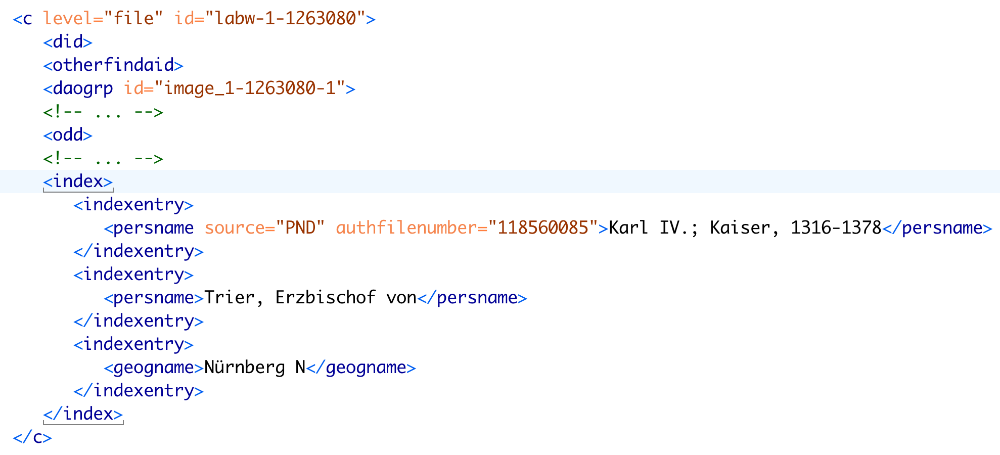 <c level="file" id="labw-1-1263080">
<did>
<otherfindaid>
<daogrp id="image_1-1263080-1">
<!-- ... -->
<odd>
<!-- ... -->
<index>
<indexentry>
<persname source="PND" authfilenumber="118560085">Karl IV.; Kaiser, 1316-1378</persname>
</indexentry>
<indexentry>
<persname>Trier, Erzbischof von</persname>
</indexentry>
<indexentry>
<geogname>Nürnberg N</geogname>
</indexentry>
</index>
</c>